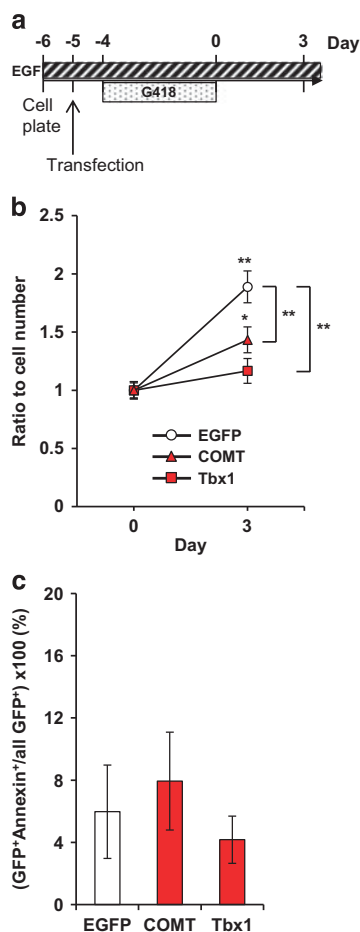 a
-6 -5 -4 0 3 Day
EGF
G418
Cell
plate
Transfection
b
Ratio to cell number
2.5
2
1.5
1
0.5
0
**
*
**
**
EGFP
COMT
Tbx1
0 3
Day
c
(GFP⁺Annexin⁺/all GFP⁺) x100 (%)
20
16
12
8
4
0
EGFP COMT Tbx1